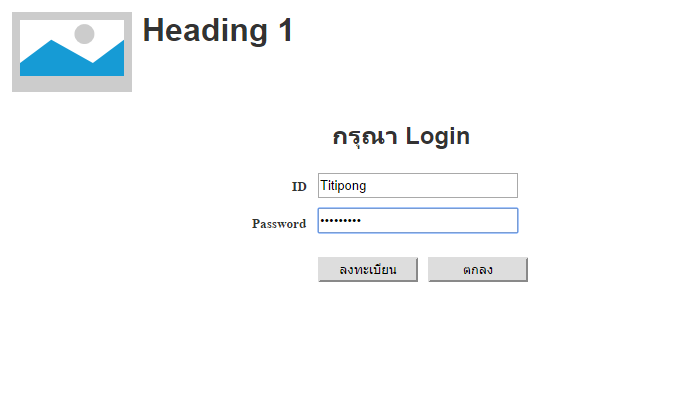 Heading 1
กรุณา Login
ID Titipong
Password •••••••••
ลงทะเบียน ตกลง